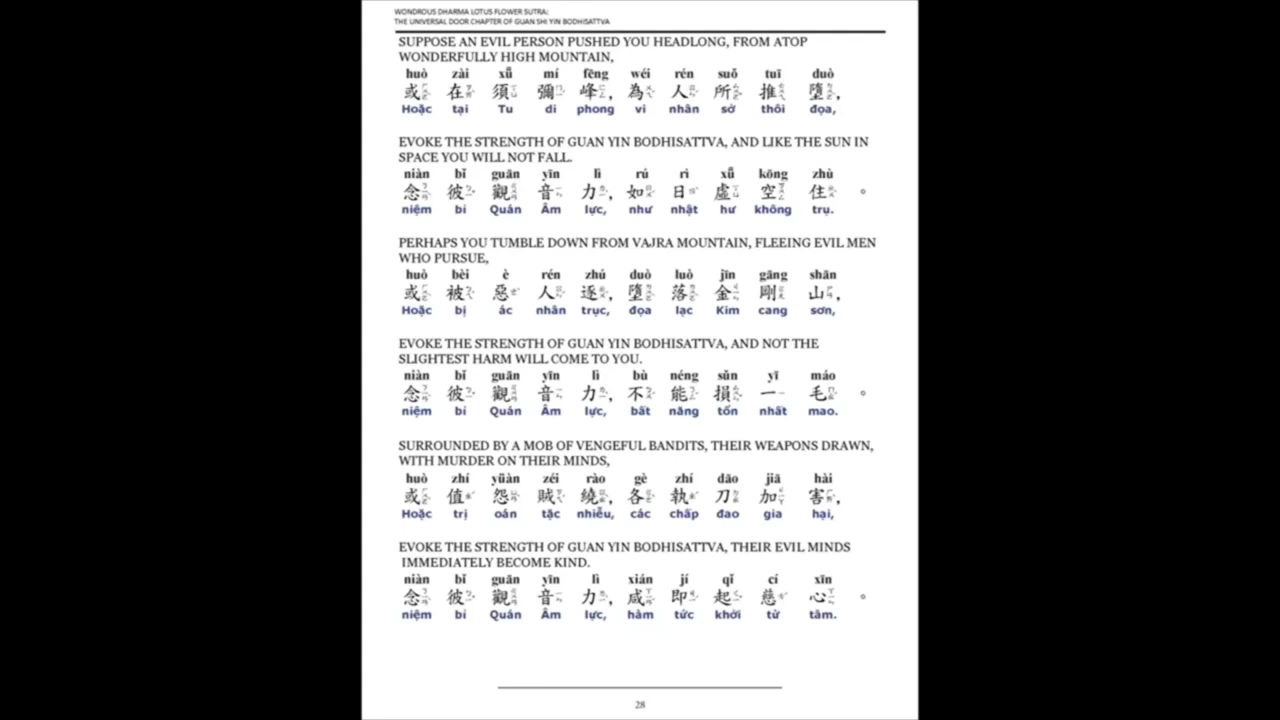 WONDROUS DHARMA LOTUS FLOWER SUTRA;
THE UNIVERSAL DOOR CHAPTER OF GUAN SHI YIN BODHISATTVA
SUPPOSE AN EVIL PERSON PUSHED YOU HEADLONG, FROM ATOP
WONDERFULLY HIGH MOUNTAIN,
huò zài xǖ mí fēng wéi rén suǒ tuī duò
或 在 須 彌 峰, 為 人 所 推 墮,
Hoặc tại Tu di phong vi nhân sở thôi đọa,
EVOKE THE STRENGTH OF GUAN YIN BODHISATTVA, AND LIKE THE SUN IN
SPACE YOU WILL NOT FALL.
niàn bǐ guān yīn lì rú rì xǖ kōng zhù
念 彼 觀 音 力, 如 日 虛 空 住 。
niệm bỉ Quán Âm lực, như nhật hư không trụ.
PERHAPS YOU TUMBLE DOWN FROM VAJRA MOUNTAIN, FLEEING EVIL MEN
WHO PURSUE,
huò bèi è rén zhú duò luò jīn gāng shān
或 被 惡 人 逐, 墮 落 金 剛 山,
Hoặc bị ác nhân trục, đọa lạc Kim cang sơn,
EVOKE THE STRENGTH OF GUAN YIN BODHISATTVA, AND NOT THE
SLIGHTEST HARM WILL COME TO YOU.
niàn bǐ guān yīn lì bù néng sǔn yī máo
念 彼 觀 音 力, 不 能 損 一 毛 。
niệm bỉ Quán Âm lực, bất năng tổn nhất mao.
SURROUNDED BY A MOB OF VENGEFUL BANDITS, THEIR WEAPONS DRAWN,
WITH MURDER ON THEIR MINDS,
huò zhí yüàn zéi rào gè zhí dāo jiā hài
或 值 怨 賊 繞, 各 執 刀 加 害,
Hoặc trị oán tặc nhiễu, các chấp đao gia hại,
EVOKE THE STRENGTH OF GUAN YIN BODHISATTVA, THEIR EVIL MINDS
IMMEDIATELY BECOME KIND.
niàn bǐ guān yīn lì xián jí qǐ cí xīn
念 彼 觀 音 力, 咸 即 起 慈 心 。
niệm bỉ Quán Âm lực, hàm tức khởi từ tâm.
28